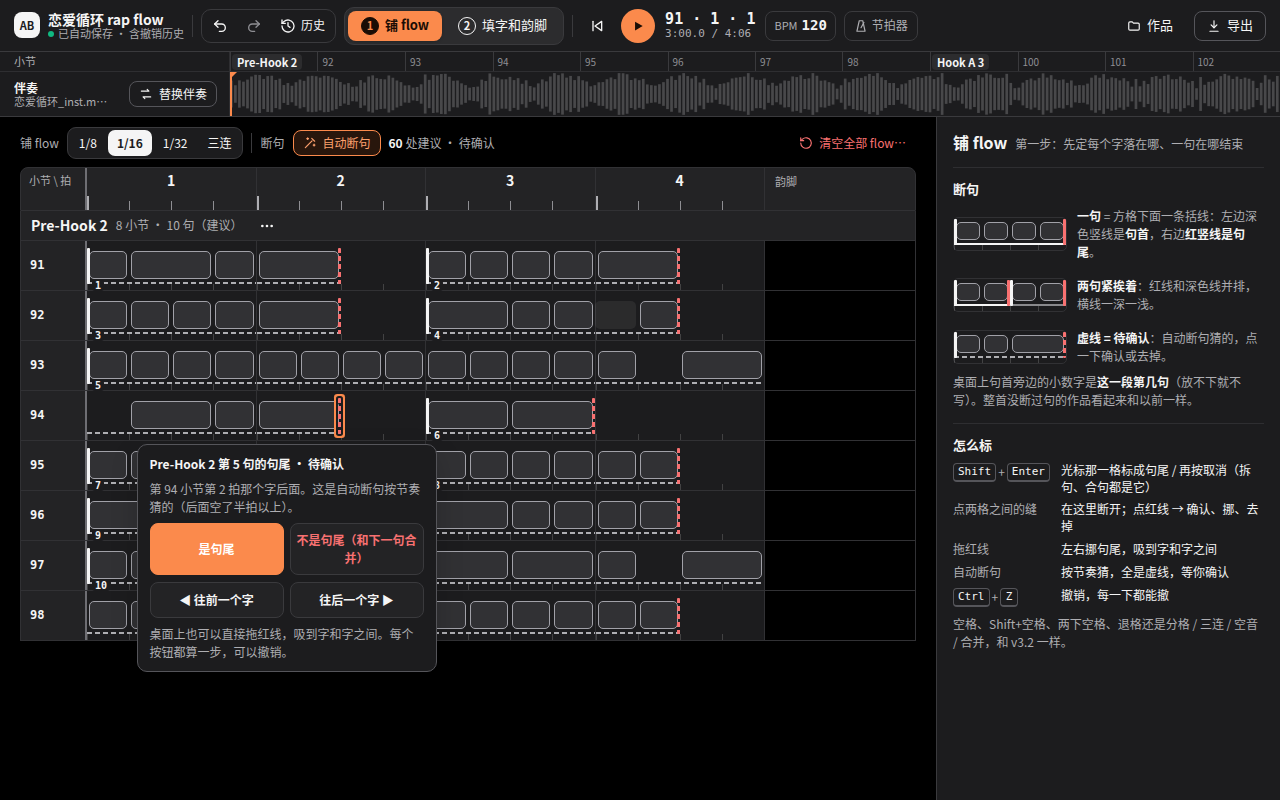 AB 恋爱循环 rap flow
已自动保存 · 含撤销历史
历史
1 铺 flow
2 填字和韵脚
91 · 1 · 1
3:00.0 / 4:06
BPM 120
节拍器
作品
导出
小节
Pre-Hook 2 92 93 94 95 96 97 98 Hook A 3 100 101 102
伴奏
恋爱循环_inst.m…
替换伴奏
铺 flow 1/8 1/16 1/32 三连 断句 自动断句 60 处建议 · 待确认 清空全部 flow…
小节 \ 拍 1 2 3 4 韵脚
Pre-Hook 2 8 小节 · 10 句（建议） ···
91
1 2
92
3 4
93
5
94
6
95
7
96
9
97
10
98
Pre-Hook 2 第 5 句的句尾 · 待确认
第 94 小节第 2 拍那个字后面。这是自动断句按节奏
猜的（后面空了半拍以上）。
是句尾
不是句尾（和下一句合
并）
◀ 往前一个字
往后一个字 ▶
桌面上也可以直接拖红线，吸到字和字之间。每个
按钮都算一步，可以撤销。
铺 flow 第一步：先定每个字落在哪、一句在哪结束
断句
一句 = 方格下面一条括线：左边深
色竖线是句首，右边红竖线是句
尾。
两句紧挨着：红线和深色线并排，
横线一深一浅。
虚线 = 待确认：自动断句猜的，点
一下确认或去掉。
桌面上句首旁边的小数字是这一段第几句（放不下就不
写）。整首没断过句的作品看起来和以前一样。
怎么标
Shift + Enter 光标那一格标成句尾 / 再按取消（拆
句、合句都是它）
点两格之间的缝 在这里断开；点红线 → 确认、挪、去
掉
拖红线 左右挪句尾，吸到字和字之间
自动断句 按节奏猜，全是虚线，等你确认
Ctrl + Z 撤销，每一下都能撤
空格、Shift+空格、两下空格、退格还是分格 / 三连 / 空音
/ 合并，和 v3.2 一样。